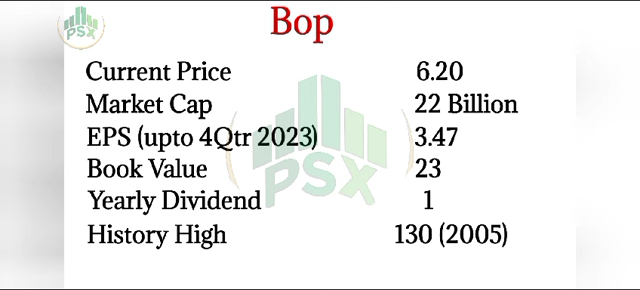 PSX
Bop
Current Price 6.20
Market Cap 22 Billion
EPS (upto 4Qtr 2023) 3.47
Book Value 23
Yearly Dividend 1
History High 130 (2005)
PSX